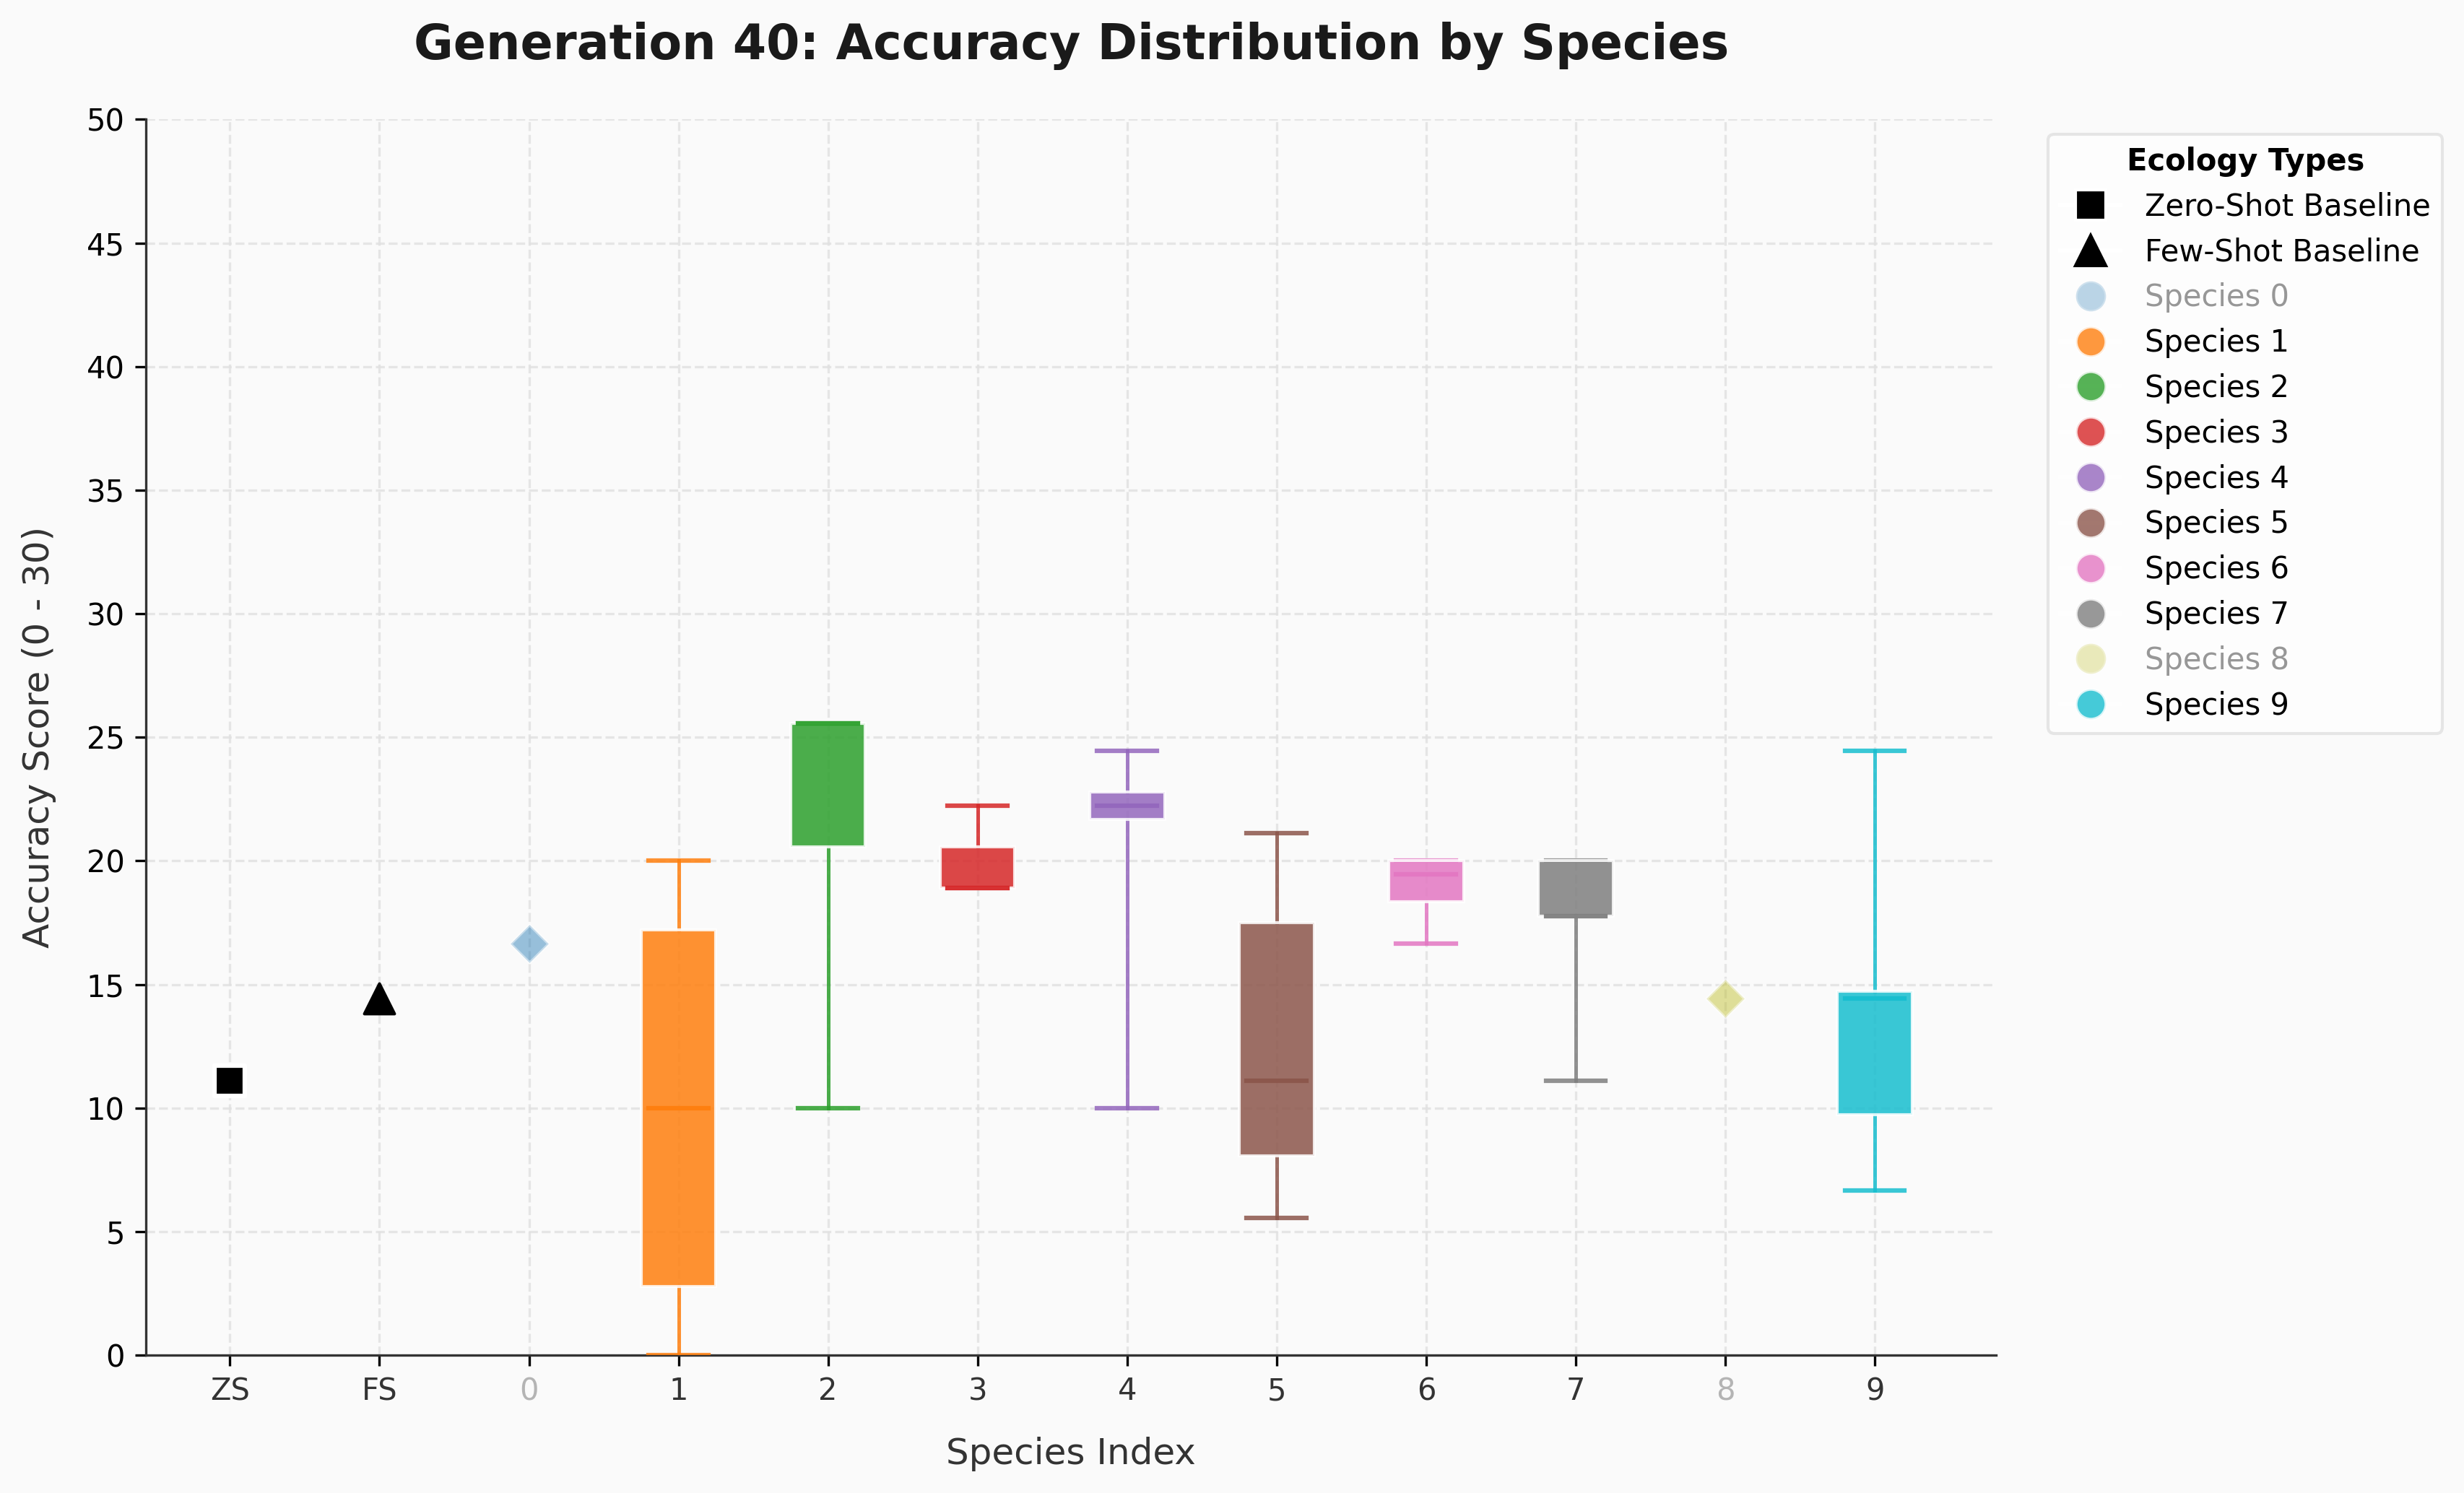 Generation 40: Accuracy Distribution by Species
50
45
40
35
30
25
20
15
10
5
0
Accuracy Score (0 - 30)
ZS FS 0 1 2 3 4 5 6 7 8 9
Species Index
Ecology Types
Zero-Shot Baseline
Few-Shot Baseline
Species 0
Species 1
Species 2
Species 3
Species 4
Species 5
Species 6
Species 7
Species 8
Species 9